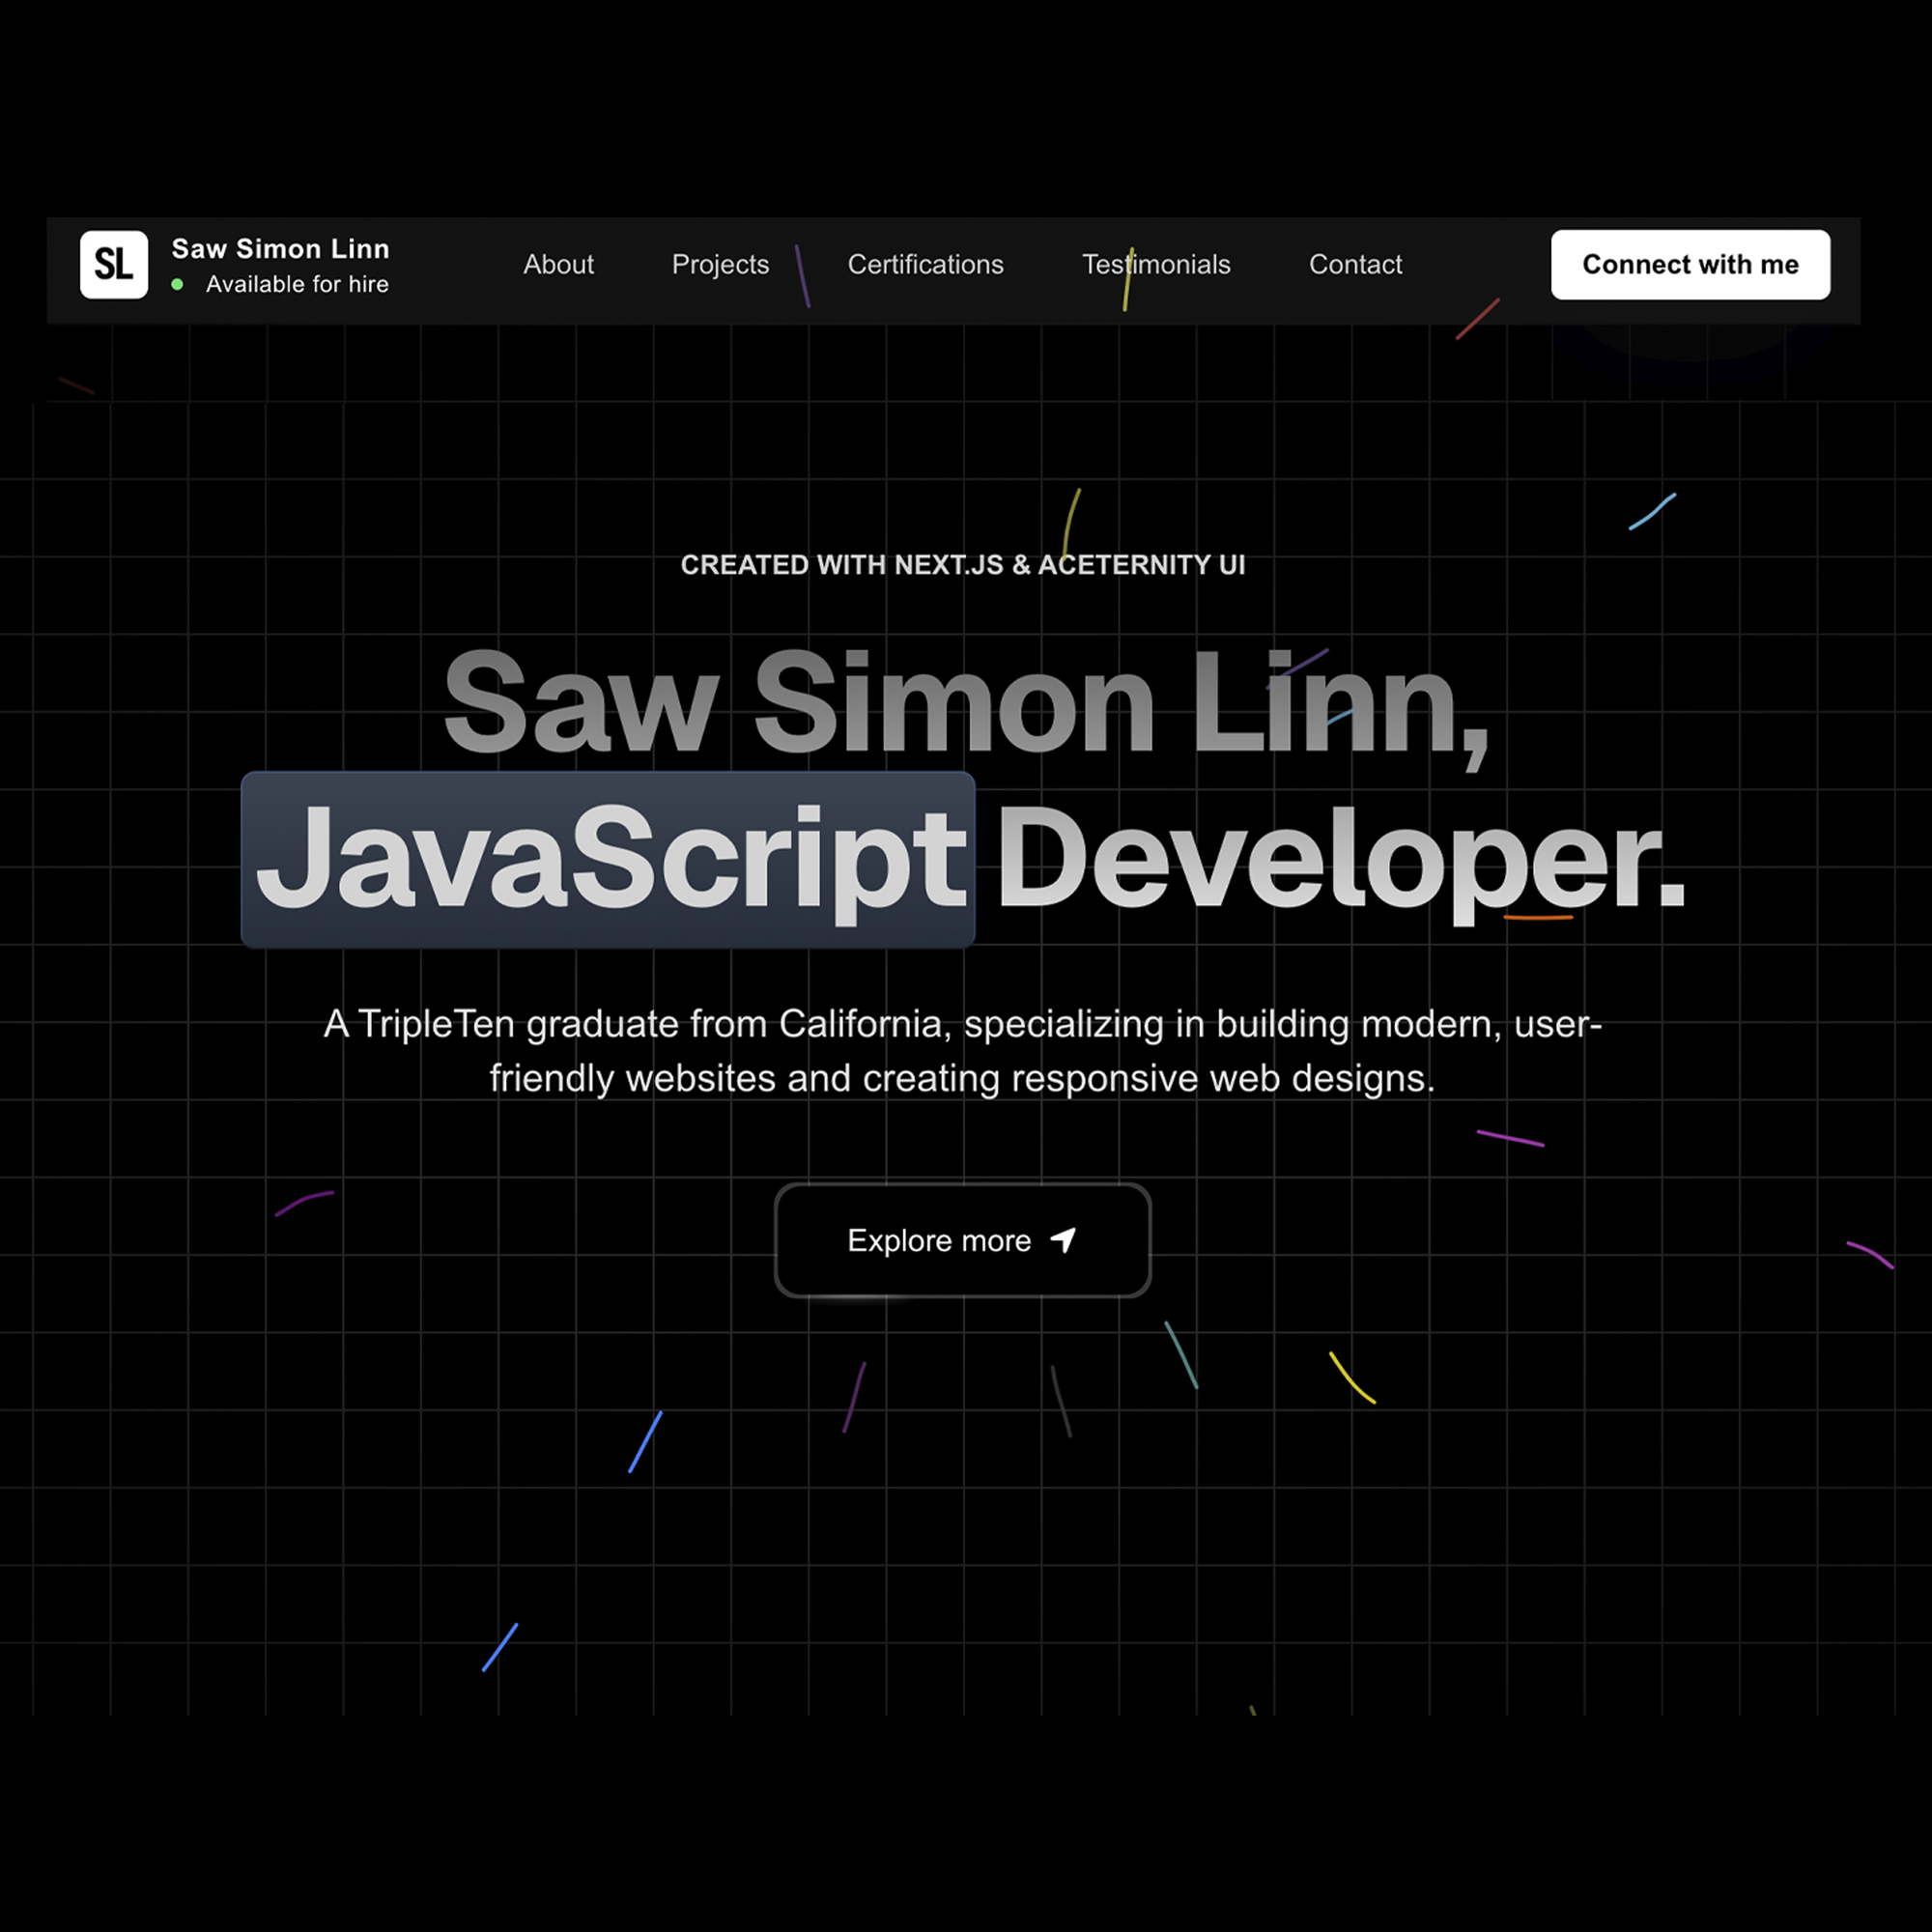 SL
Saw Simon Linn
Available for hire
About
Projects
Certifications
Testimonials
Contact
Connect with me
CREATED WITH NEXT.JS & ACETERNITY UI
Saw Simon Linn,
JavaScript Developer.
A TripleTen graduate from California, specializing in building modern, user-
friendly websites and creating responsive web designs.
Explore more